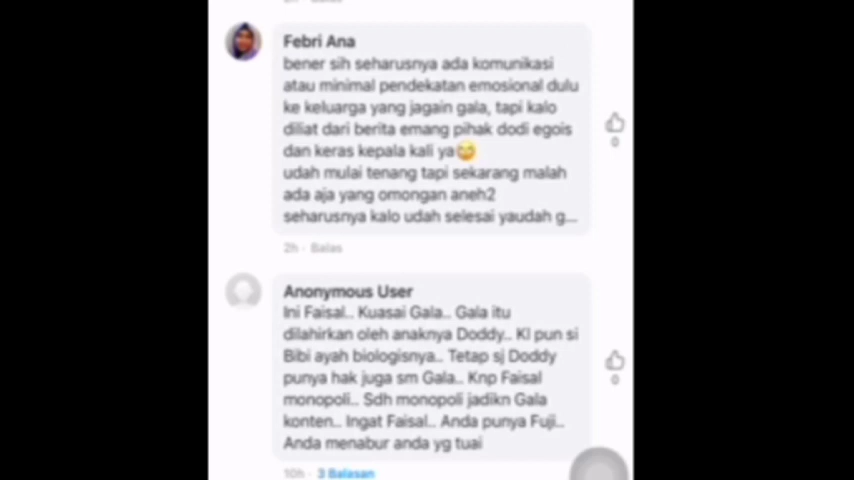 Febri Ana
bener sih seharusnya ada komunikasi
atau minimal pendekatan emosional dulu
ke keluarga yang jagain gala, tapi kalo
diliat dari berita emang pihak dodi egois
dan keras kepala kali ya😅
udah mulai tenang tapi sekarang malah
ada aja yang omongan aneh2
seharusnya kalo udah selesai yaudah g...
0
2h · Balas
Anonymous User
Ini Faisal.. Kuasai Gala.. Gala itu
dilahirkan oleh anaknya Doddy.. Kl pun si
Bibi ayah biologisnya.. Tetap sj Doddy
punya hak juga sm Gala.. Knp Faisal
monopoli.. Sdh monopoli jadikn Gala
konten.. Ingat Faisal.. Anda punya Fuji..
Anda menabur anda yg tuai
0
10h · 3 Balasan